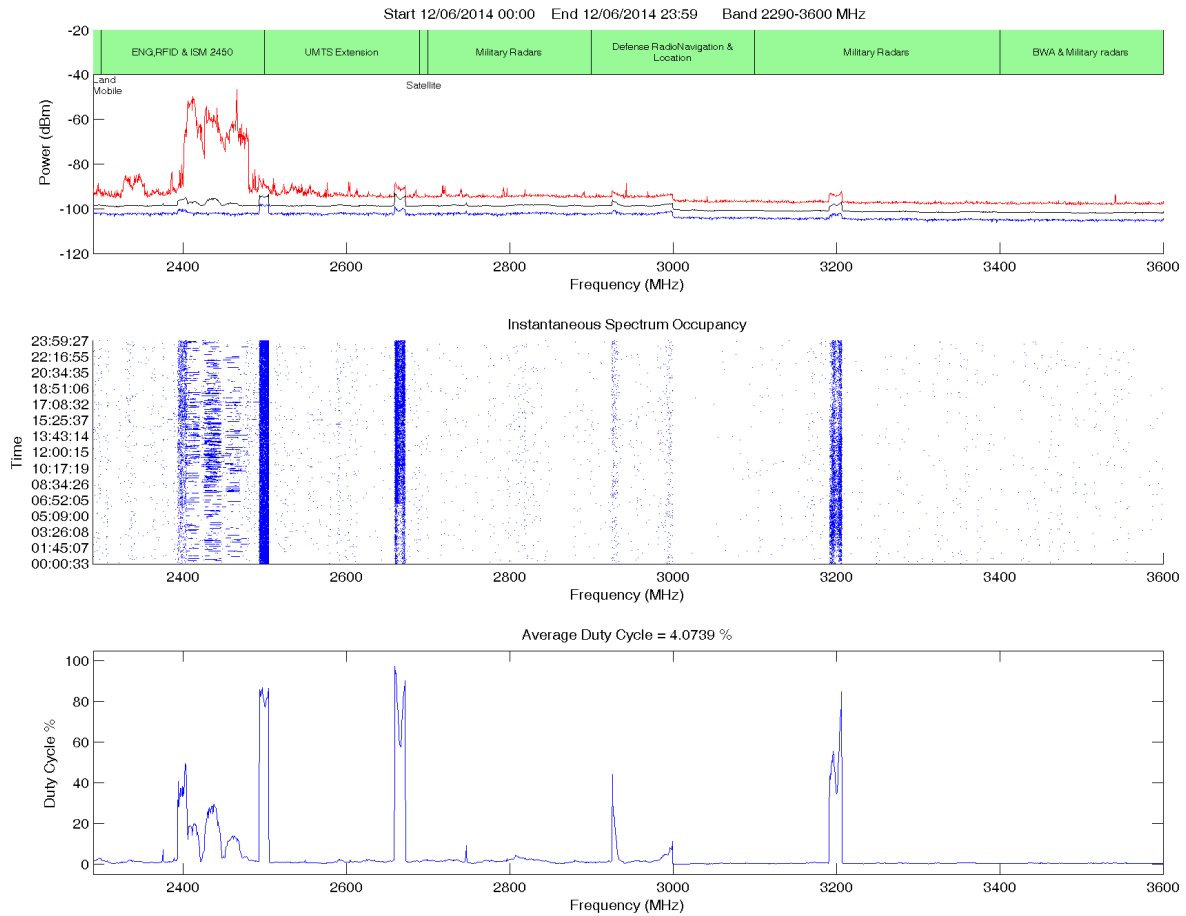 Start 12/06/2014 00:00 End 12/06/2014 23:59 Band 2290-3600 MHz
-20
-40
-60
-80
-100
-120
Power (dBm)
Land
Mobile
ENG,RFID & ISM 2450
UMTS Extension
Satellite
Military Radars
Defense RadioNavigation &
Location
Military Radars
BWA & Military radars
2400 2600 2800 3000 3200 3400 3600
Frequency (MHz)
Instantaneous Spectrum Occupancy
Time
23:59:27
22:16:55
20:34:35
18:51:06
17:08:32
15:25:37
13:43:14
12:00:15
10:17:19
08:34:26
06:52:05
05:09:00
03:26:08
01:45:07
00:00:33
2400 2600 2800 3000 3200 3400 3600
Frequency (MHz)
Average Duty Cycle = 4.0739 %
Duty Cycle %
100
80
60
40
20
0
2400 2600 2800 3000 3200 3400 3600
Frequency (MHz)